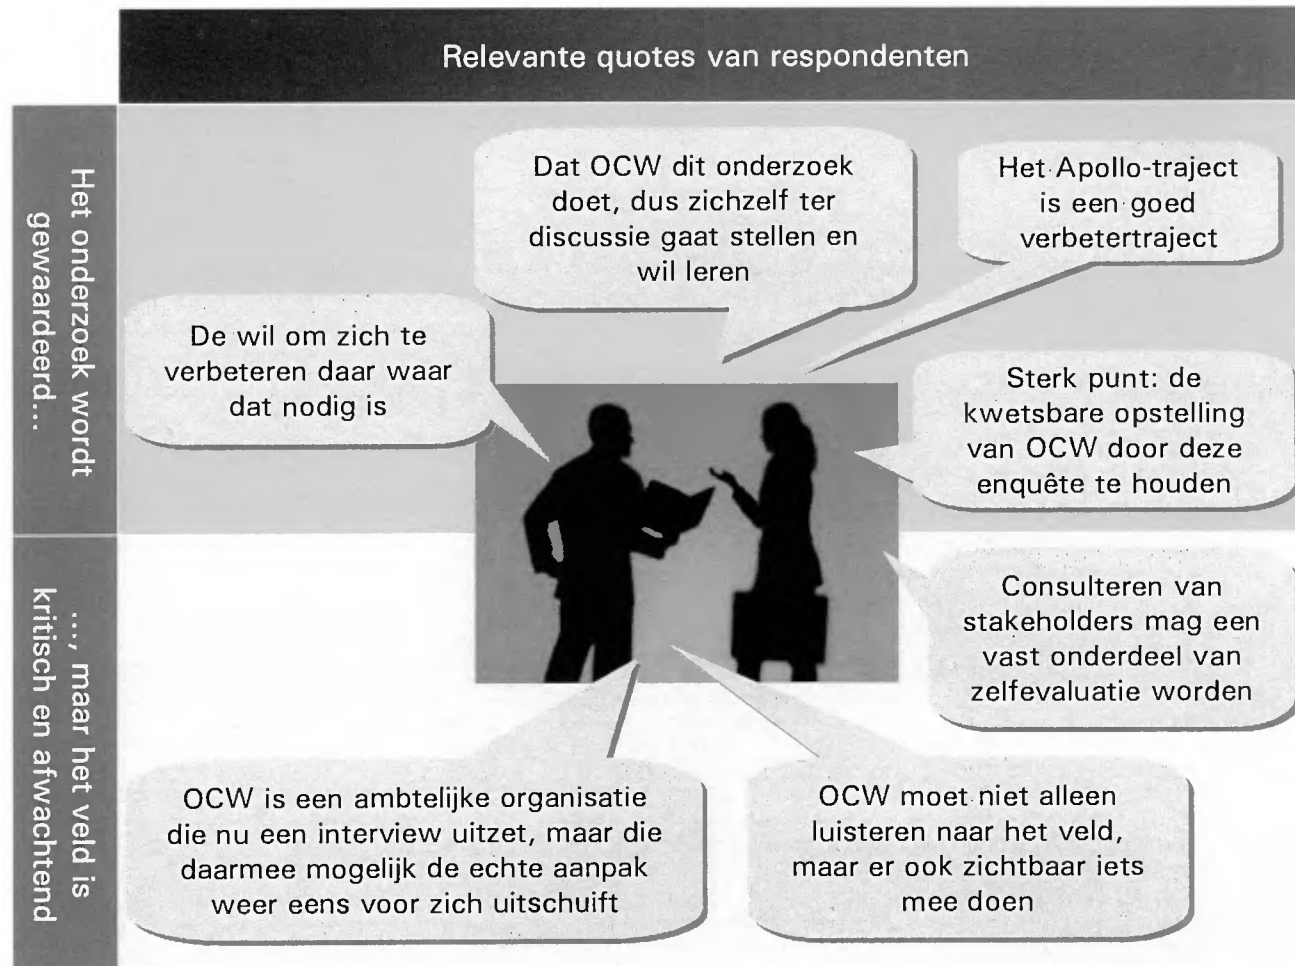 Relevante quotes van respondenten
Het onderzoek wordt
gewaardeerd...
Dat OCW dit onderzoek
doet, dus zichzelf ter
discussie gaat stellen en
wil leren
Het Apollo-traject
is een goed
verbetertraject
De wil om zich te
verbeteren daar waar
dat nodig is
Sterk punt: de
kwetsbare opstelling
van OCW door deze
enquête te houden
...., maar het veld is
kritisch en afwachtend
Consulteren van
stakeholders mag een
vast onderdeel van
zelfevaluatie worden
OCW is een ambtelijke organisatie
die nu een interview uitzet, maar die
daarmee mogelijk de echte aanpak
weer eens voor zich uitschuift
OCW moet niet alleen
luisteren naar het veld,
maar er ook zichtbaar iets
mee doen